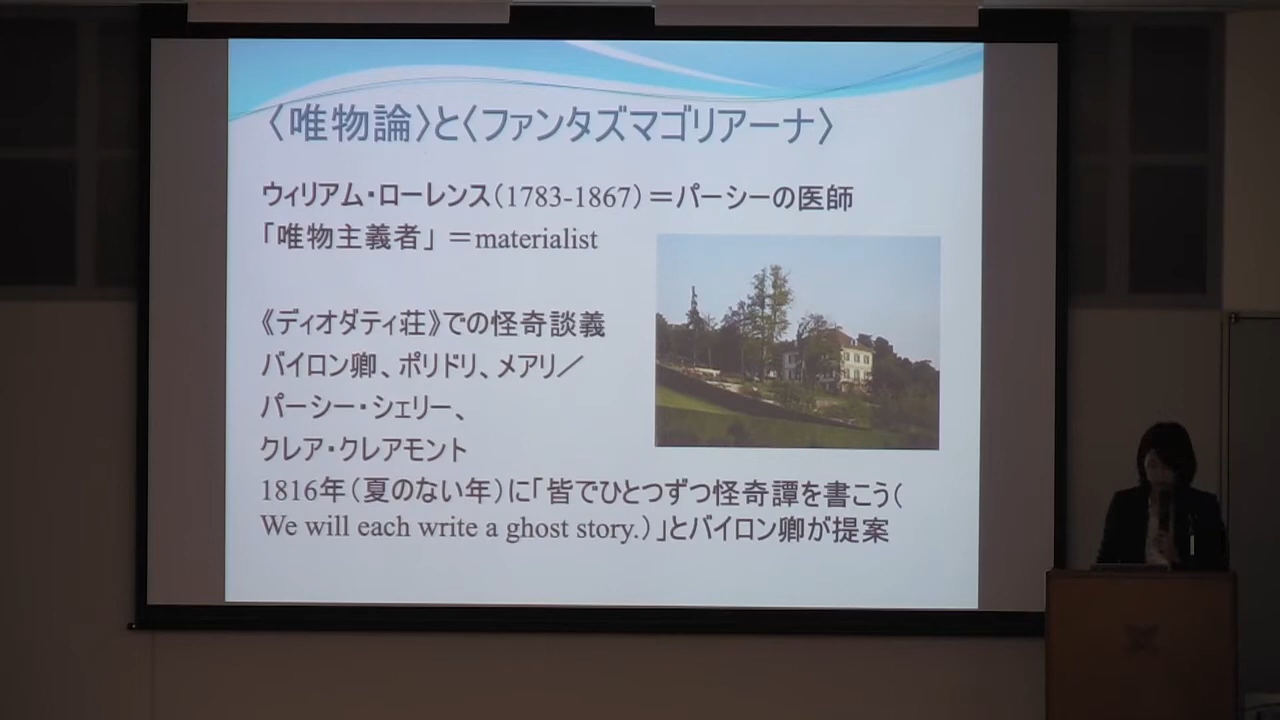 〈唯物論〉と〈ファンタズマゴリアーナ〉
ウィリアム・ローレンス（1783-1867）＝パーシーの医師
「唯物主義者」 ＝materialist
《ディオダティ荘》での怪奇談義
バイロン卿、ポリドリ、メアリ／
パーシー・シェリー、
クレア・クレアモント
1816年（夏のない年）に「皆でひとつずつ怪奇譚を書こう（
We will each write a ghost story.）」とバイロン卿が提案